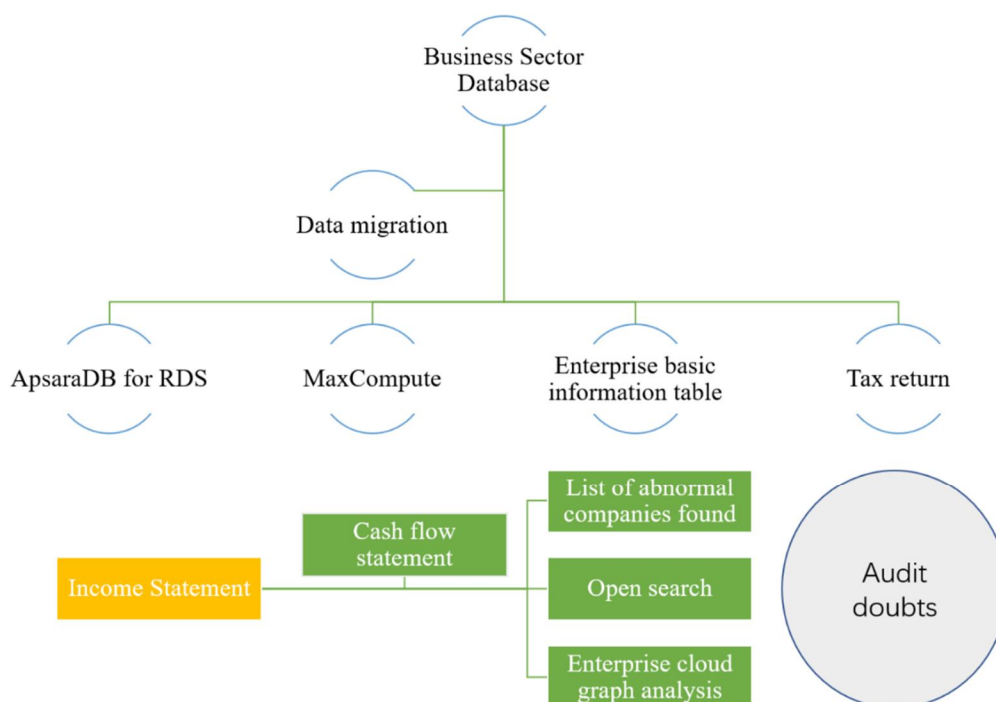 Business Sector
Database
Data migration
ApsaraDB for RDS
MaxCompute
Enterprise basic
information table
Tax return
List of abnormal
companies found
Cash flow
statement
Income Statement
Open search
Enterprise cloud
graph analysis
Audit
doubts